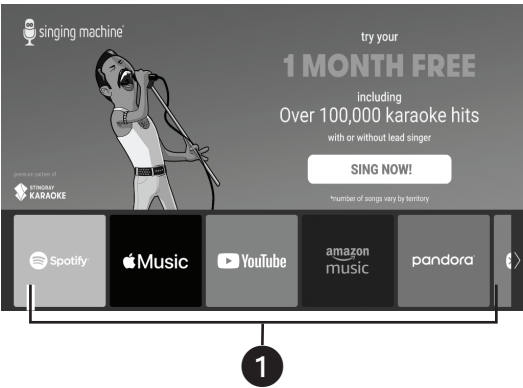 singing machine®
try your
1 MONTH FREE
including
Over 100,000 karaoke hits
with or without lead singer
premium partner of
STINGRAY
KARAOKE
SING NOW!
*number of songs vary by territory
Spotify
Music
YouTube
amazon
music
pandora
1